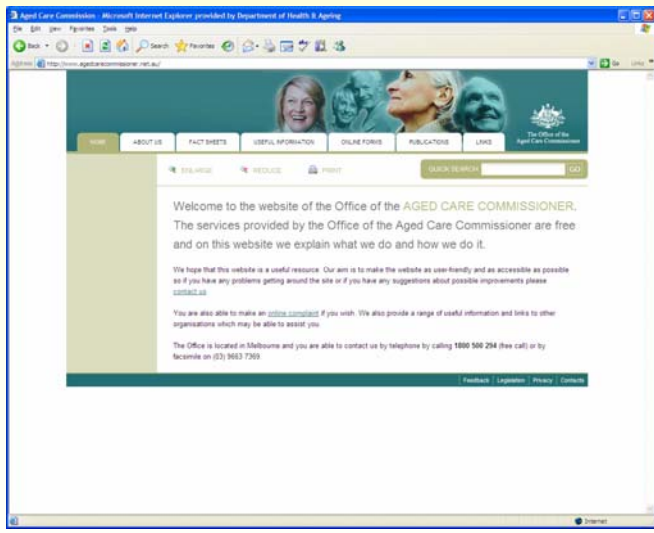 Aged Care Commission - Microsoft Internet Explorer provided by Department of Health & Ageing
File Edit View Favorites Tools Help
Back Search Favorites
Address http://www.agedcarecommissioner.net.au/ Go Links
The Office of the
Aged Care Commissioner
HOME ABOUT US FACT SHEETS USEFUL INFORMATION ONLINE FORMS PUBLICATIONS LINKS
ENLARGE REDUCE PRINT QUICK SEARCH GO
Welcome to the website of the Office of the AGED CARE COMMISSIONER.
The services provided by the Office of the Aged Care Commissioner are free
and on this website we explain what we do and how we do it.
We hope that this website is a useful resource. Our aim is to make the website as user-friendly and as accessible as possible
so if you have any problems getting around the site or if you have any suggestions about possible improvements please
contact us
You are also able to make an online complaint if you wish. We also provide a range of useful information and links to other
organisations which may be able to assist you.
The Office is located in Melbourne and you are able to contact us by telephone by calling 1800 500 294 (free call) or by
facsimile on (03) 9663 7369.
Feedback Legislation Privacy Contacts
Internet